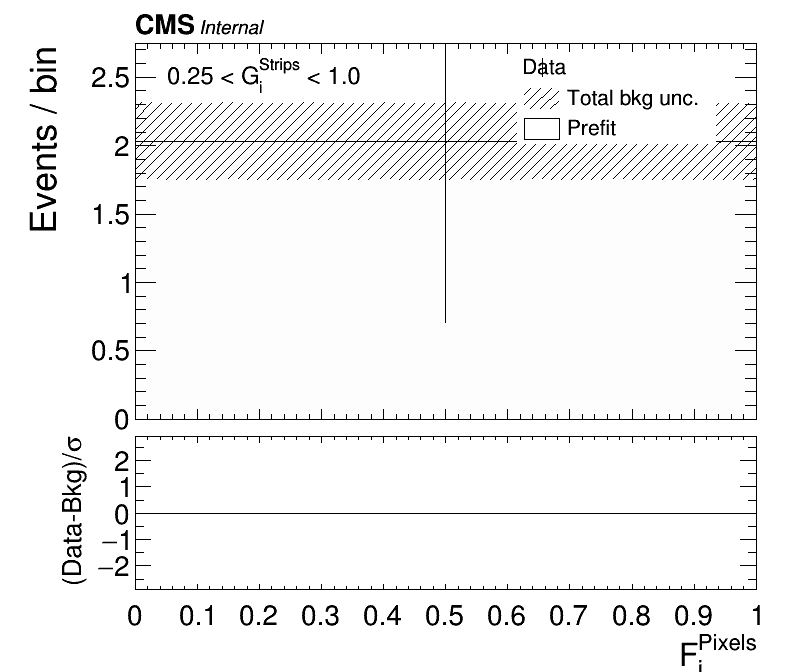 CMS Internal
Events / bin
0.25 < G_i^Strips < 1.0
Data
Total bkg unc.
Prefit
2.5
2
1.5
1
0.5
0
(Data-Bkg)/σ
2
1
0
−1
−2
0 0.1 0.2 0.3 0.4 0.5 0.6 0.7 0.8 0.9 1
F_i^Pixels